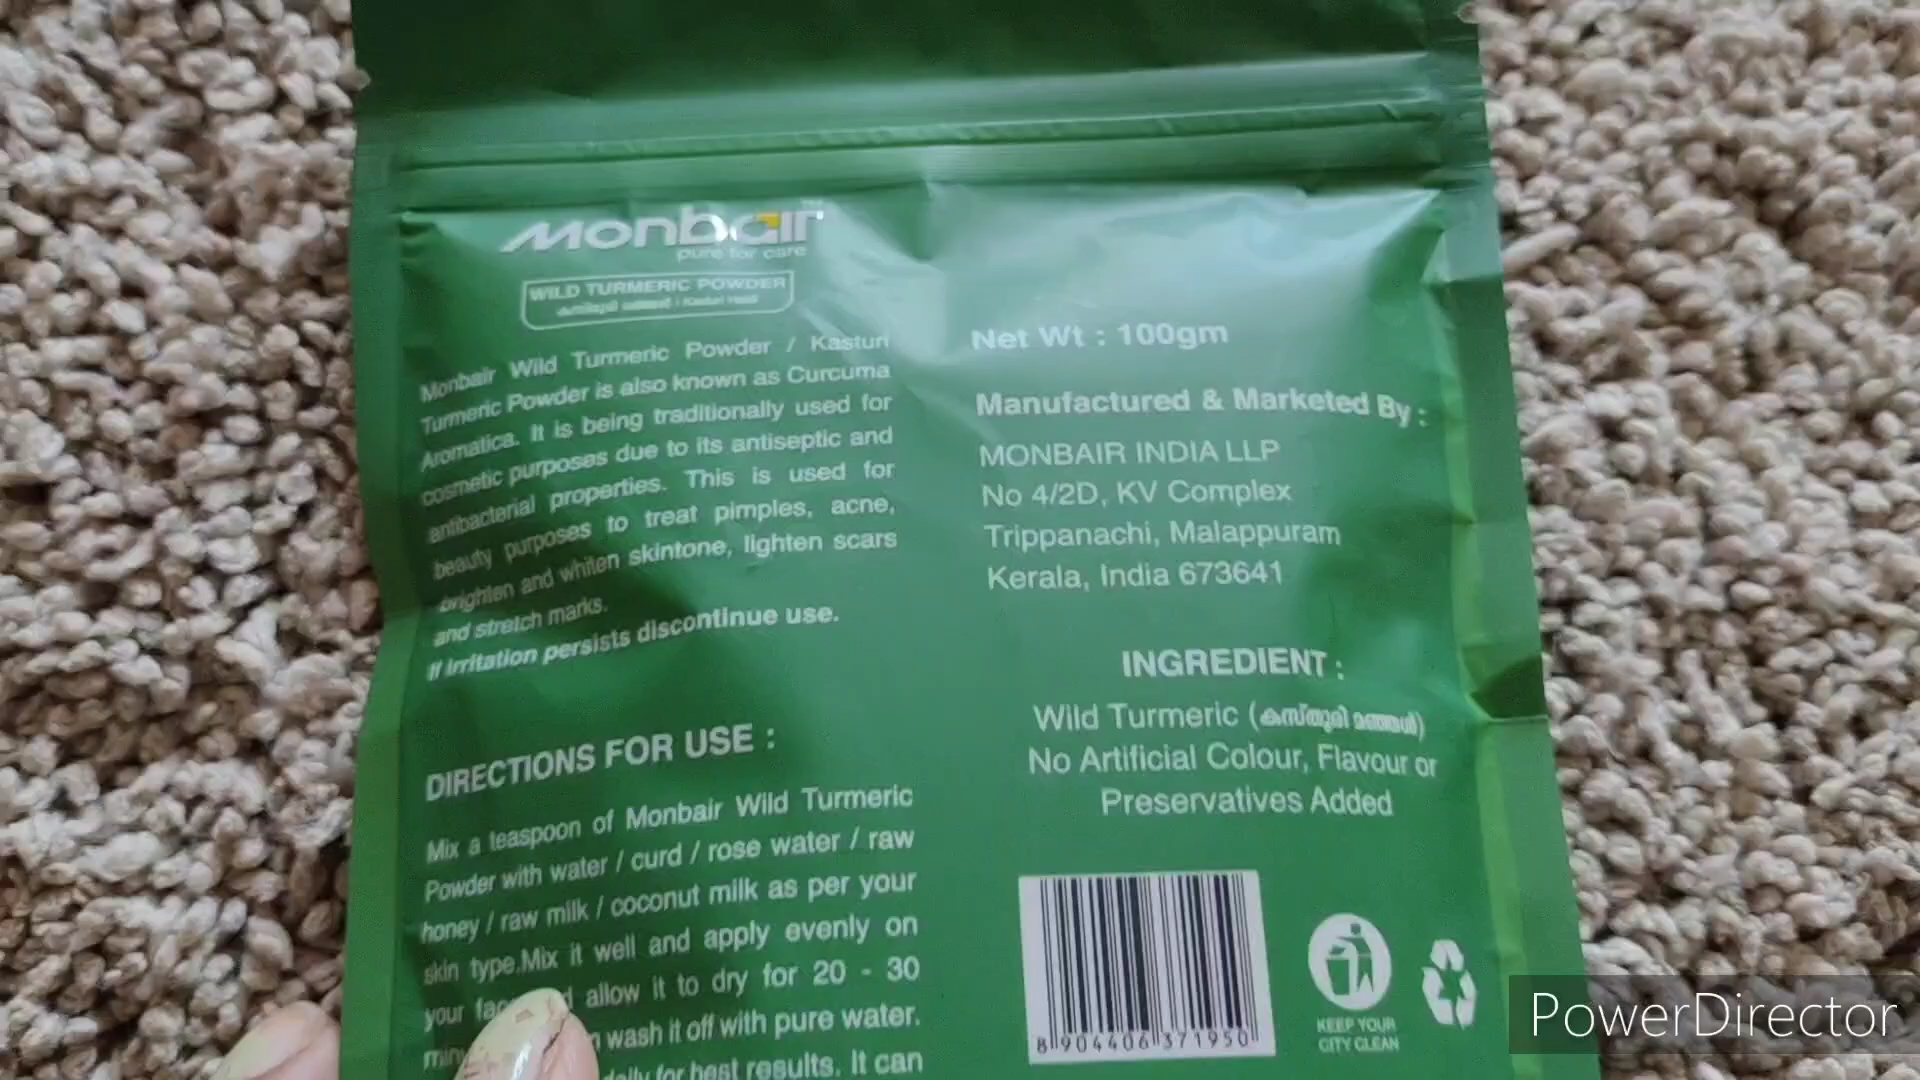 monbair
pure for care
WILD TURMERIC POWDER
Monbair Wild Turmeric Powder / Kasturi
Turmeric Powder is also known as Curcuma
Aromatica. It is being traditionally used for
cosmetic purposes due to its antiseptic and
antibacterial properties. This is used for
beauty purposes to treat pimples, acne,
brighten and whiten skintone, lighten scars
and stretch marks.
If irritation persists discontinue use.
DIRECTIONS FOR USE :
Mix a teaspoon of Monbair Wild Turmeric
Powder with water / curd / rose water / raw
honey / raw milk / coconut milk as per your
skin type.Mix it well and apply evenly on
your allow it to dry for 20 - 30
wash it off with pure water.
daily for best results. It can
Net Wt : 100gm
Manufactured & Marketed By :
MONBAIR INDIA LLP
No 4/2D, KV Complex
Trippanachi, Malappuram
Kerala, India 673641
INGREDIENT :
Wild Turmeric (കസ്തൂരി മഞ്ഞൾ)
No Artificial Colour, Flavour or
Preservatives Added
8 904406 371950
KEEP YOUR
CITY CLEAN
PowerDirector